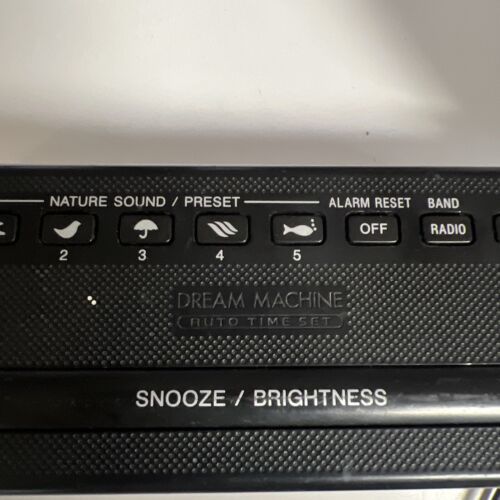 NATURE SOUND / PRESET
ALARM RESET BAND
OFF RADIO
2 3 4 5
DREAM MACHINE
AUTO TIME SET
SNOOZE / BRIGHTNESS